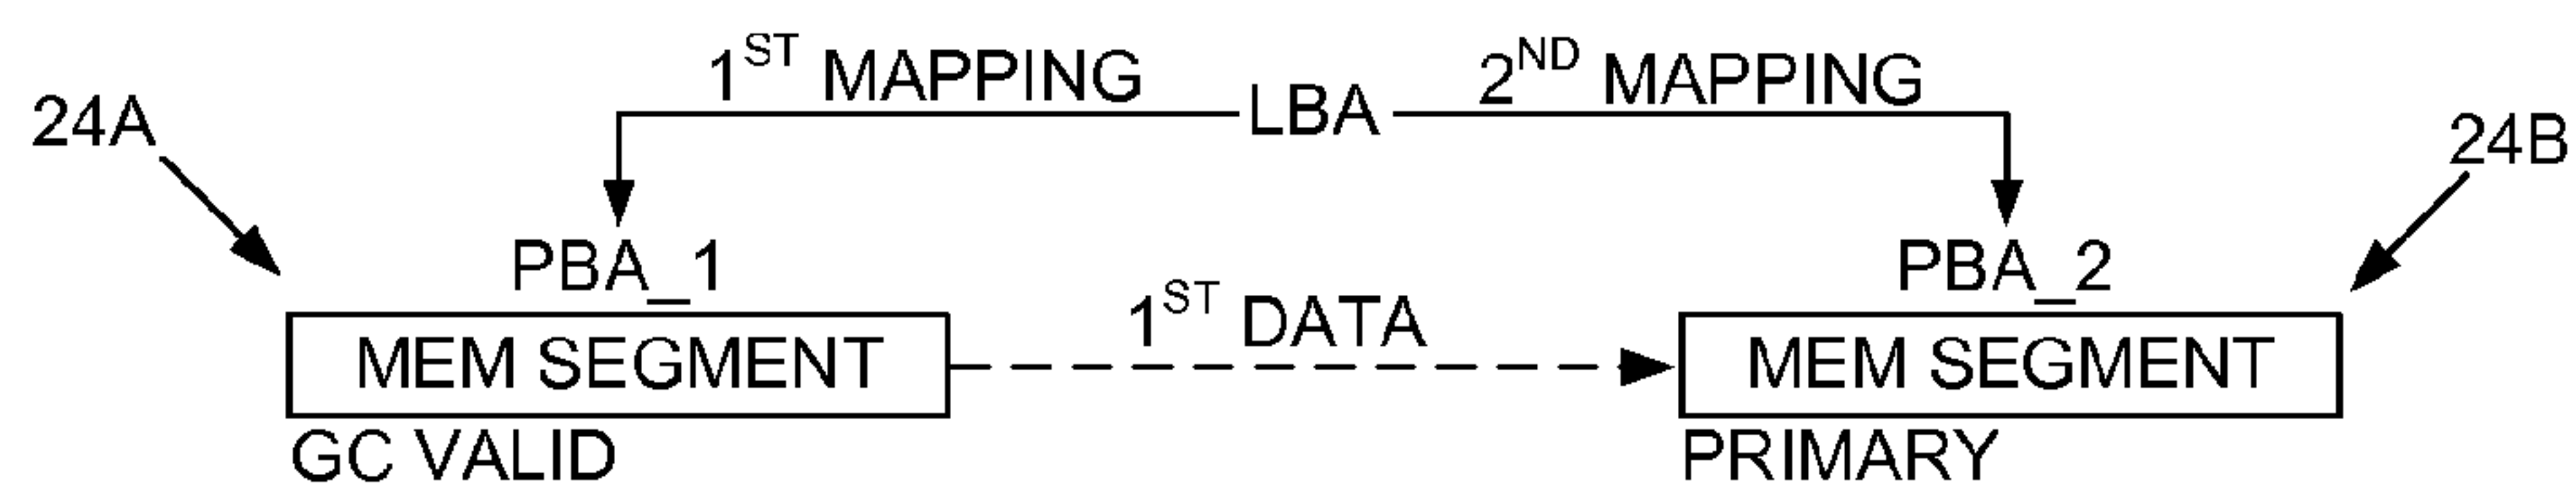 1ST MAPPING LBA 2ND MAPPING
24A 24B
PBA_1 PBA_2
1ST DATA
MEM SEGMENT MEM SEGMENT
GC VALID PRIMARY